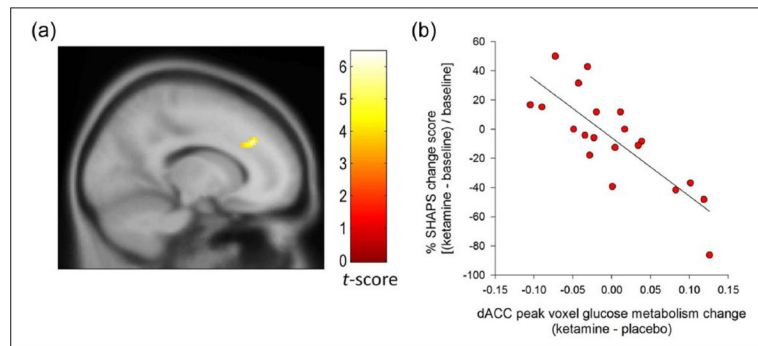 (a)
6
5
4
3
2
1
0
t-score
(b)
% SHAPS change score
[(ketamine - baseline) / baseline]
60
40
20
0
-20
-40
-60
-80
-100
-0.15 -0.10 -0.05 0.00 0.05 0.10 0.15
dACC peak voxel glucose metabolism change
(ketamine - placebo)